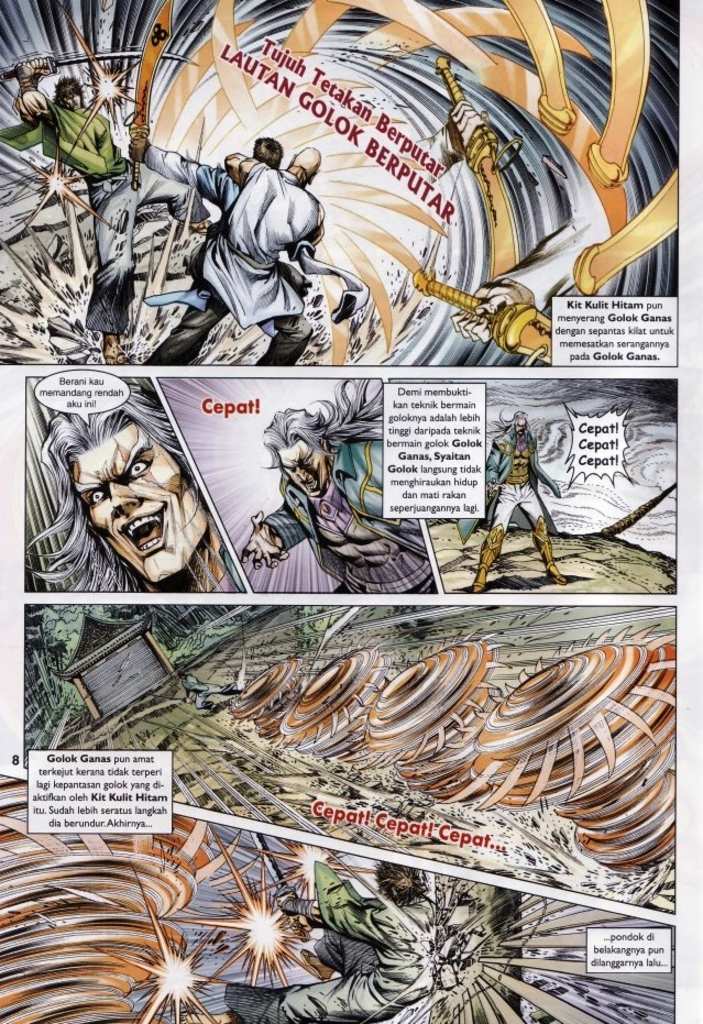 Tujuh Tetakan Berputar
LAUTAN GOLOK BERPUTAR
Kit Kulit Hitam pun
menyerang Golok Ganas
dengan sepantas kilat untuk
memastikan serangannya
pada Golok Ganas.
Berani kau
memandang rendah
aku ini!
Cepat!
Demi membukti-
kan teknik bermain
goloknya adalah lebih
tinggi daripada teknik
bermain golok Golok
Ganas, Syaitan
Golok langsung tidak
menghiraukan hidup
dan mati rakan
seperjuangannya lagi.
Cepat!
Cepat!
Cepat!
8
Golok Ganas pun amat
terkejut kerana tidak terperi
lagi kepantasan golok yang di-
aktifkan oleh Kit Kulit Hitam
itu. Sudah lebih seratus langkah
dia berundur. Akhirnya...
Cepat! Cepat! Cepat...
...pondok di
belakangnya pun
dilanggarnya lalu...